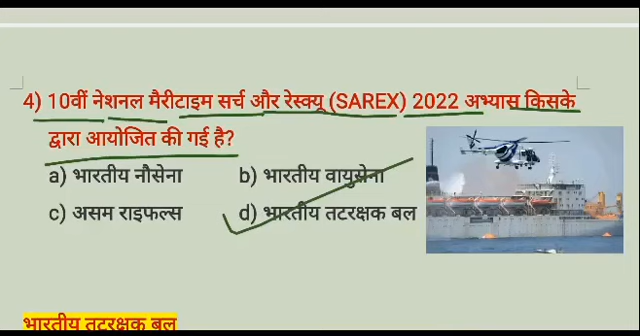 4) 10वीं नेशनल मैरीटाइम सर्च और रेस्क्यू (SAREX) 2022 अभ्यास किसके
द्वारा आयोजित की गई है?
a) भारतीय नौसेना b) भारतीय वायुसेना
c) असम राइफल्स d) भारतीय तटरक्षक बल
भारतीय तटरक्षक बल